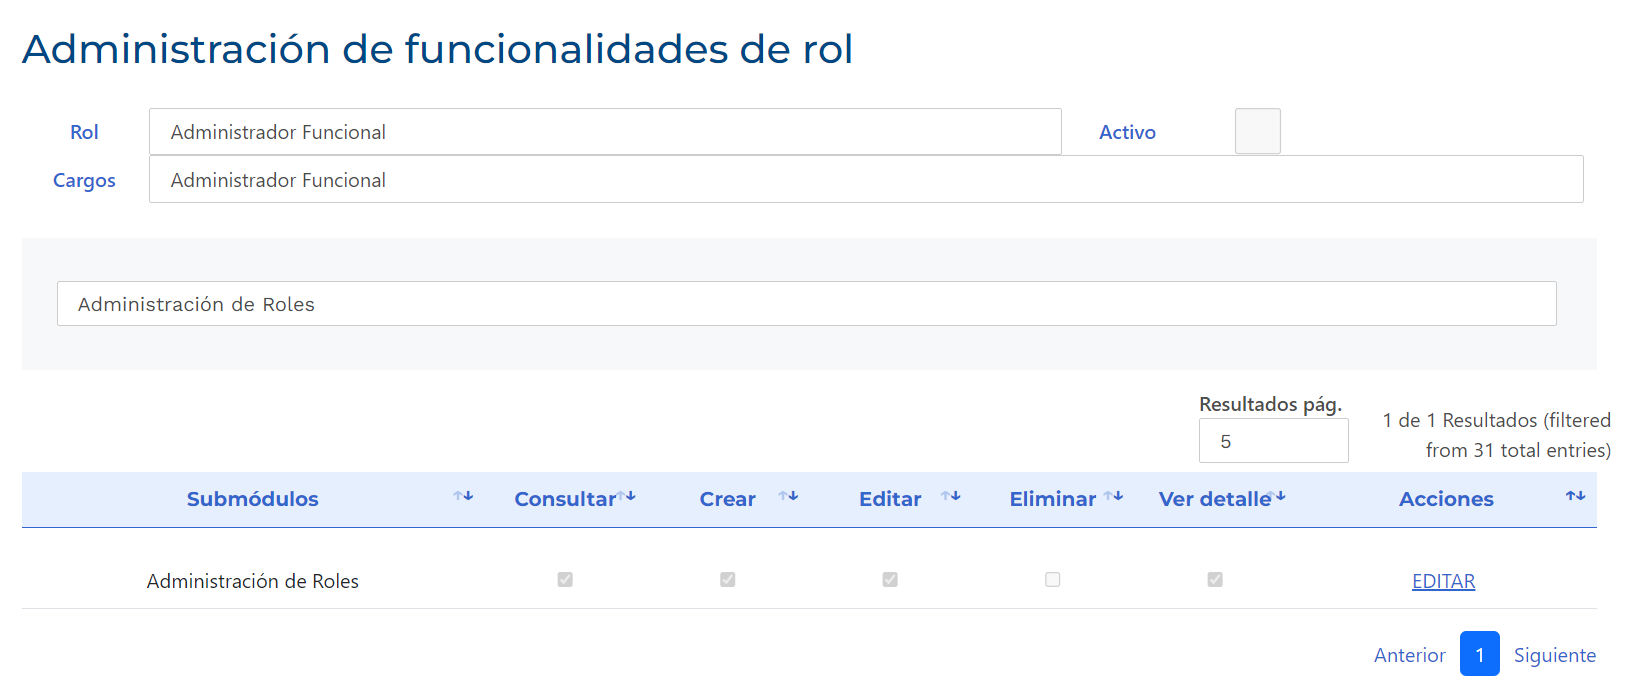 Administración de funcionalidades de rol
Rol Administrador Funcional Activo
Cargos Administrador Funcional
Administración de Roles
Resultados pág.
5
1 de 1 Resultados (filtered
from 31 total entries)
Submódulos Consultar Crear Editar Eliminar Ver detalle Acciones
Administración de Roles EDITAR
Anterior 1 Siguiente